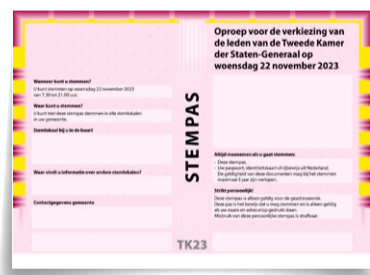 Wanneer kunt u stemmen?
U kunt stemmen op woensdag 22 november 2023
van 7.30 tot 21.00 uur.
Waar kunt u stemmen?
U kunt met deze stempas stemmen in alle stemlokalen
in uw gemeente.
Stemlokaal bij u in de buurt
Waar vindt u informatie over andere stemlokalen?
Contactgegevens gemeente
STEMPAS
TK23
Oproep voor de verkiezing van
de leden van de Tweede Kamer
der Staten-Generaal op
woensdag 22 november 2023
Altijd meenemen als u gaat stemmen:
- Deze stempas.
- Uw paspoort, identiteitskaart of rijbewijs uit Nederland.
De geldigheid van deze documenten mag bij het stemmen
maximaal 5 jaar zijn verlopen.
Strikt persoonlijk!
Deze stempas is alleen geldig voor de geadresseerde.
Deze pas is het bewijs dat u mag stemmen en is alleen geldig
als uw naam en adres erop gedrukt staan.
Misbruik van deze persoonlijke stempas is strafbaar.